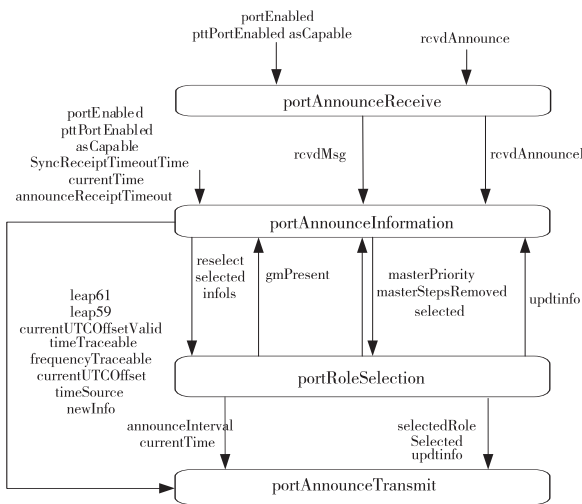 portEnabled
pttPortEnabled asCapable
rcvdAnnounce
portAnnounceReceive
portEnabled
pttPortEnabled
asCapable
SyncReceiptTimeoutTime
currentTime
announceReceiptTimeout
rcvdMsg
rcvdAnnounceI
portAnnounceInformation
reselect
selected
infoIs
gmPresent
masterPriority
masterStepsRemoved
selected
updtinfo
leap61
leap59
currentUTCOffsetValid
timeTraceable
frequencyTraceable
currentUTCOffset
timeSource
newInfo
portRoleSelection
announceInterval
currentTime
selectedRole
Selected
updtinfo
portAnnounceTransmit